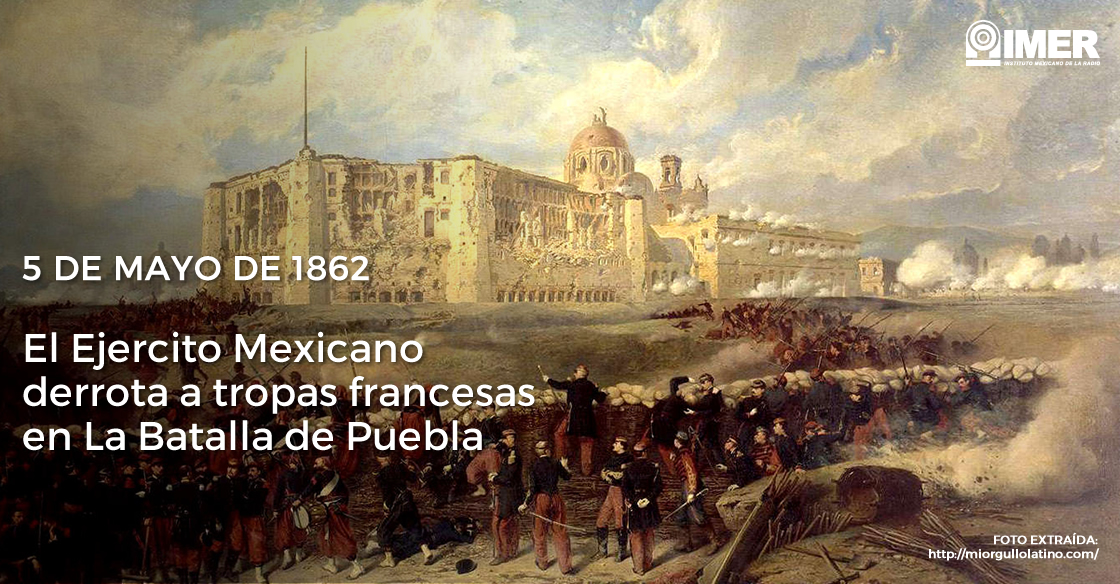 IMER
INSTITUTO MEXICANO DE LA RADIO
5 DE MAYO DE 1862
El Ejercito Mexicano
derrota a tropas francesas
en La Batalla de Puebla
FOTO EXTRAÍDA:
http://miorgullolatino.com/